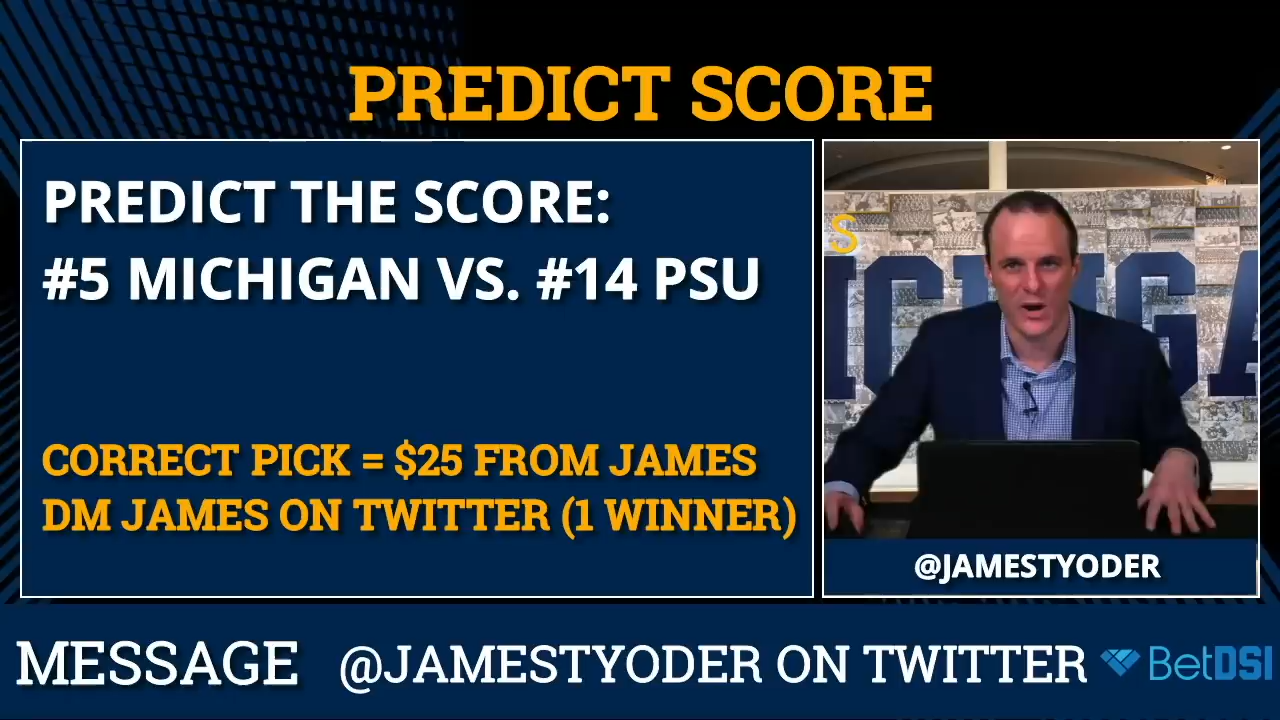 PREDICT SCORE
PREDICT THE SCORE:
#5 MICHIGAN VS. #14 PSU
CORRECT PICK = $25 FROM JAMES
DM JAMES ON TWITTER (1 WINNER)
S
ICHIGA
@JAMESTYODER
MESSAGE @JAMESTYODER ON TWITTER BetDSI